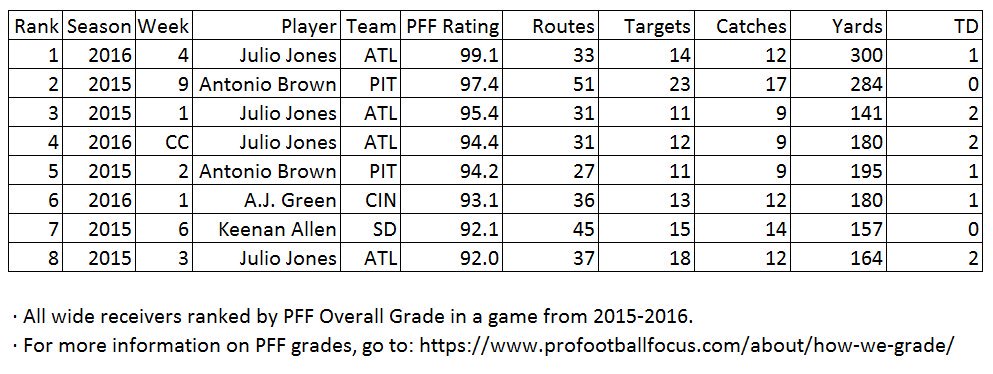 Rank Season Week Player Team PFF Rating Routes Targets Catches Yards TD
1 2016 4 Julio Jones ATL 99.1 33 14 12 300 1
2 2015 9 Antonio Brown PIT 97.4 51 23 17 284 0
3 2015 1 Julio Jones ATL 95.4 31 11 9 141 2
4 2016 CC Julio Jones ATL 94.4 31 12 9 180 2
5 2015 2 Antonio Brown PIT 94.2 27 11 9 195 1
6 2016 1 A.J. Green CIN 93.1 36 13 12 180 1
7 2015 6 Keenan Allen SD 92.1 45 15 14 157 0
8 2015 3 Julio Jones ATL 92.0 37 18 12 164 2
· All wide receivers ranked by PFF Overall Grade in a game from 2015-2016.
· For more information on PFF grades, go to: https://www.profootballfocus.com/about/how-we-grade/